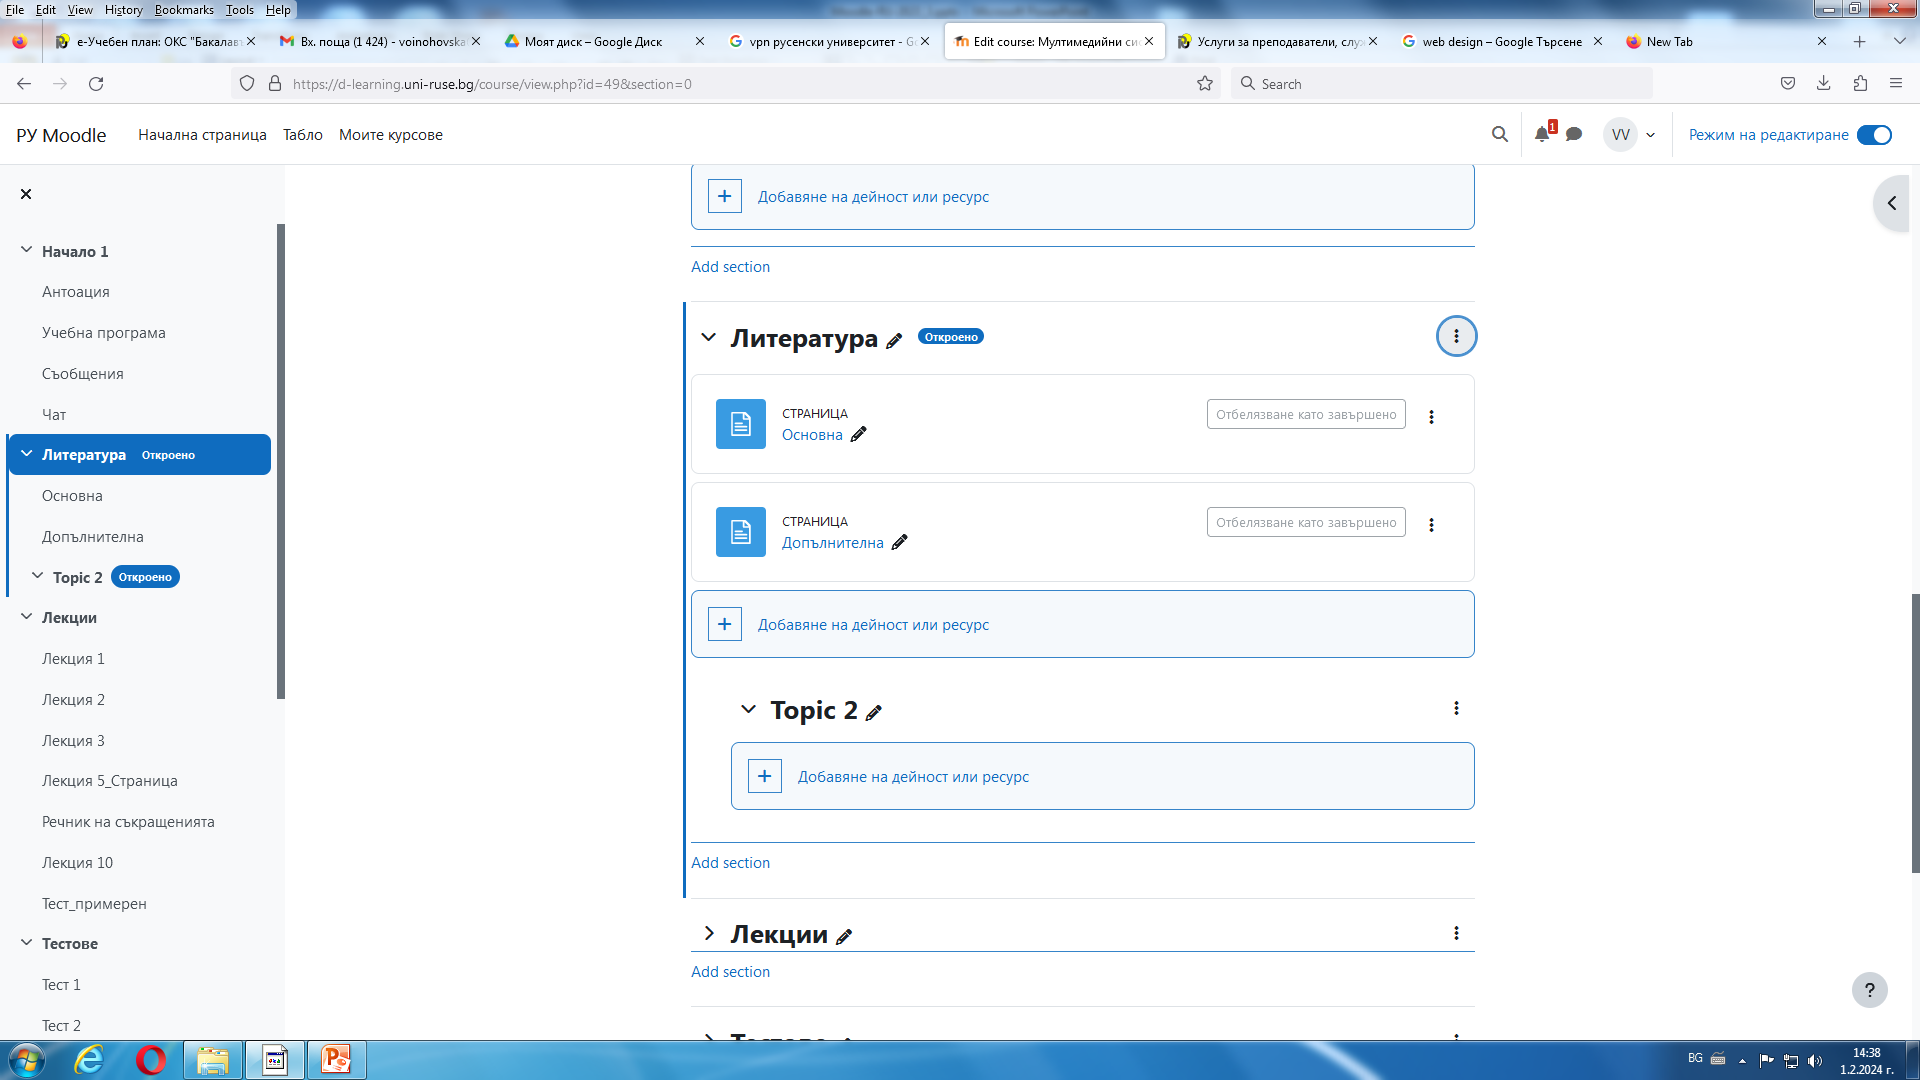 File Edit View History Bookmarks Tools Help
е-Учебен план: ОКС "Бакалав
Вх. поща (1 424) - voinohovska
Моят диск – Google Диск
vpn русенски университет - Go
Edit course: Мултимедийни сис
Услуги за преподаватели, служ
web design – Google Търсене
New Tab
https://d-learning.uni-ruse.bg/course/view.php?id=49&section=0
Search
РУ Moodle
Начална страница
Табло
Моите курсове
1
VV
Режим на редактиране
Начало 1
Антоация
Учебна програма
Съобщения
Чат
Литература Откроено
Основна
Допълнителна
Topic 2 Откроено
Лекции
Лекция 1
Лекция 2
Лекция 3
Лекция 5_Страница
Речник на съкращенията
Лекция 10
Тест_примерен
Тестове
Тест 1
Тест 2
Добавяне на дейност или ресурс
Add section
Литература Откроено
СТРАНИЦА
Основна
Отбелязване като завършено
СТРАНИЦА
Допълнителна
Отбелязване като завършено
Добавяне на дейност или ресурс
Topic 2
Добавяне на дейност или ресурс
Add section
Лекции
Add section
Тестове
?
BG
14:38
1.2.2024 г.